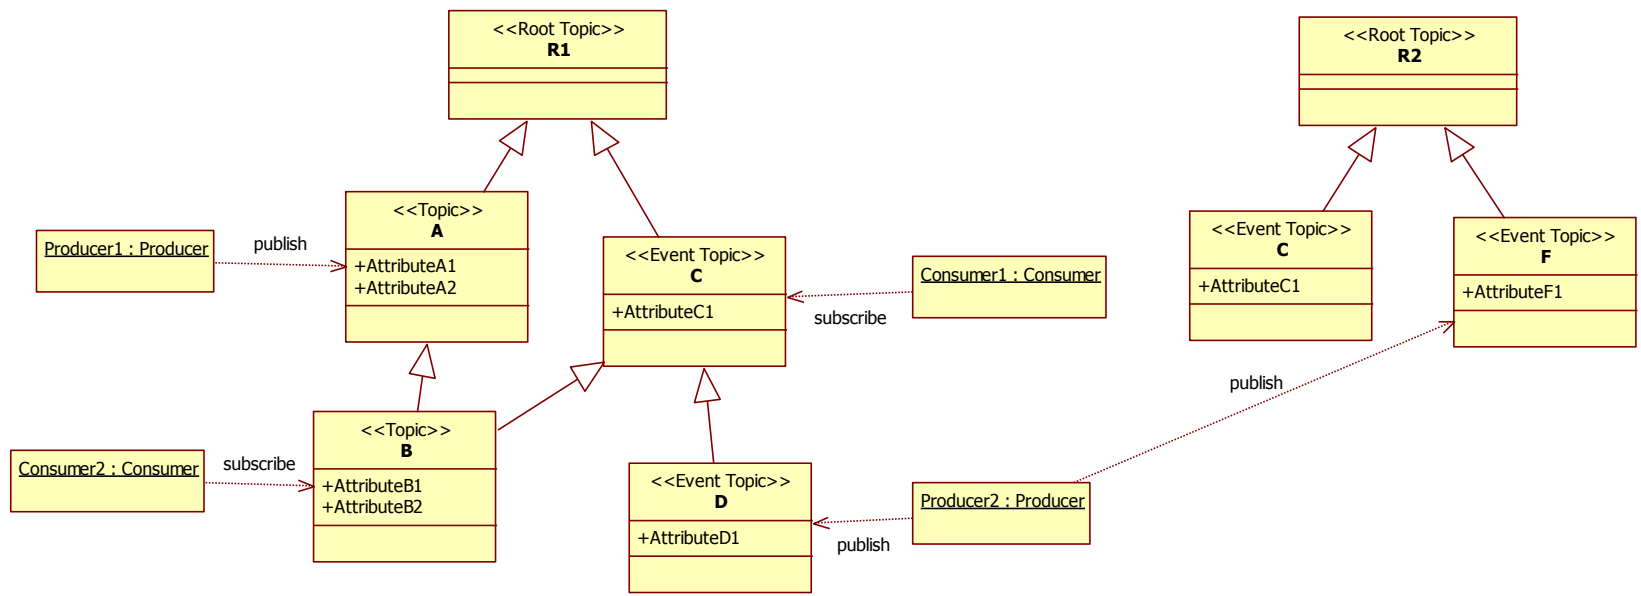 <<Root Topic>>
R1
<<Root Topic>>
R2
<<Topic>>
A
+AttributeA1
+AttributeA2
Producer1 : Producer
publish
<<Event Topic>>
C
+AttributeC1
Consumer1 : Consumer
subscribe
<<Event Topic>>
C
+AttributeC1
<<Event Topic>>
F
+AttributeF1
publish
<<Topic>>
B
+AttributeB1
+AttributeB2
Consumer2 : Consumer
subscribe
<<Event Topic>>
D
+AttributeD1
Producer2 : Producer
publish